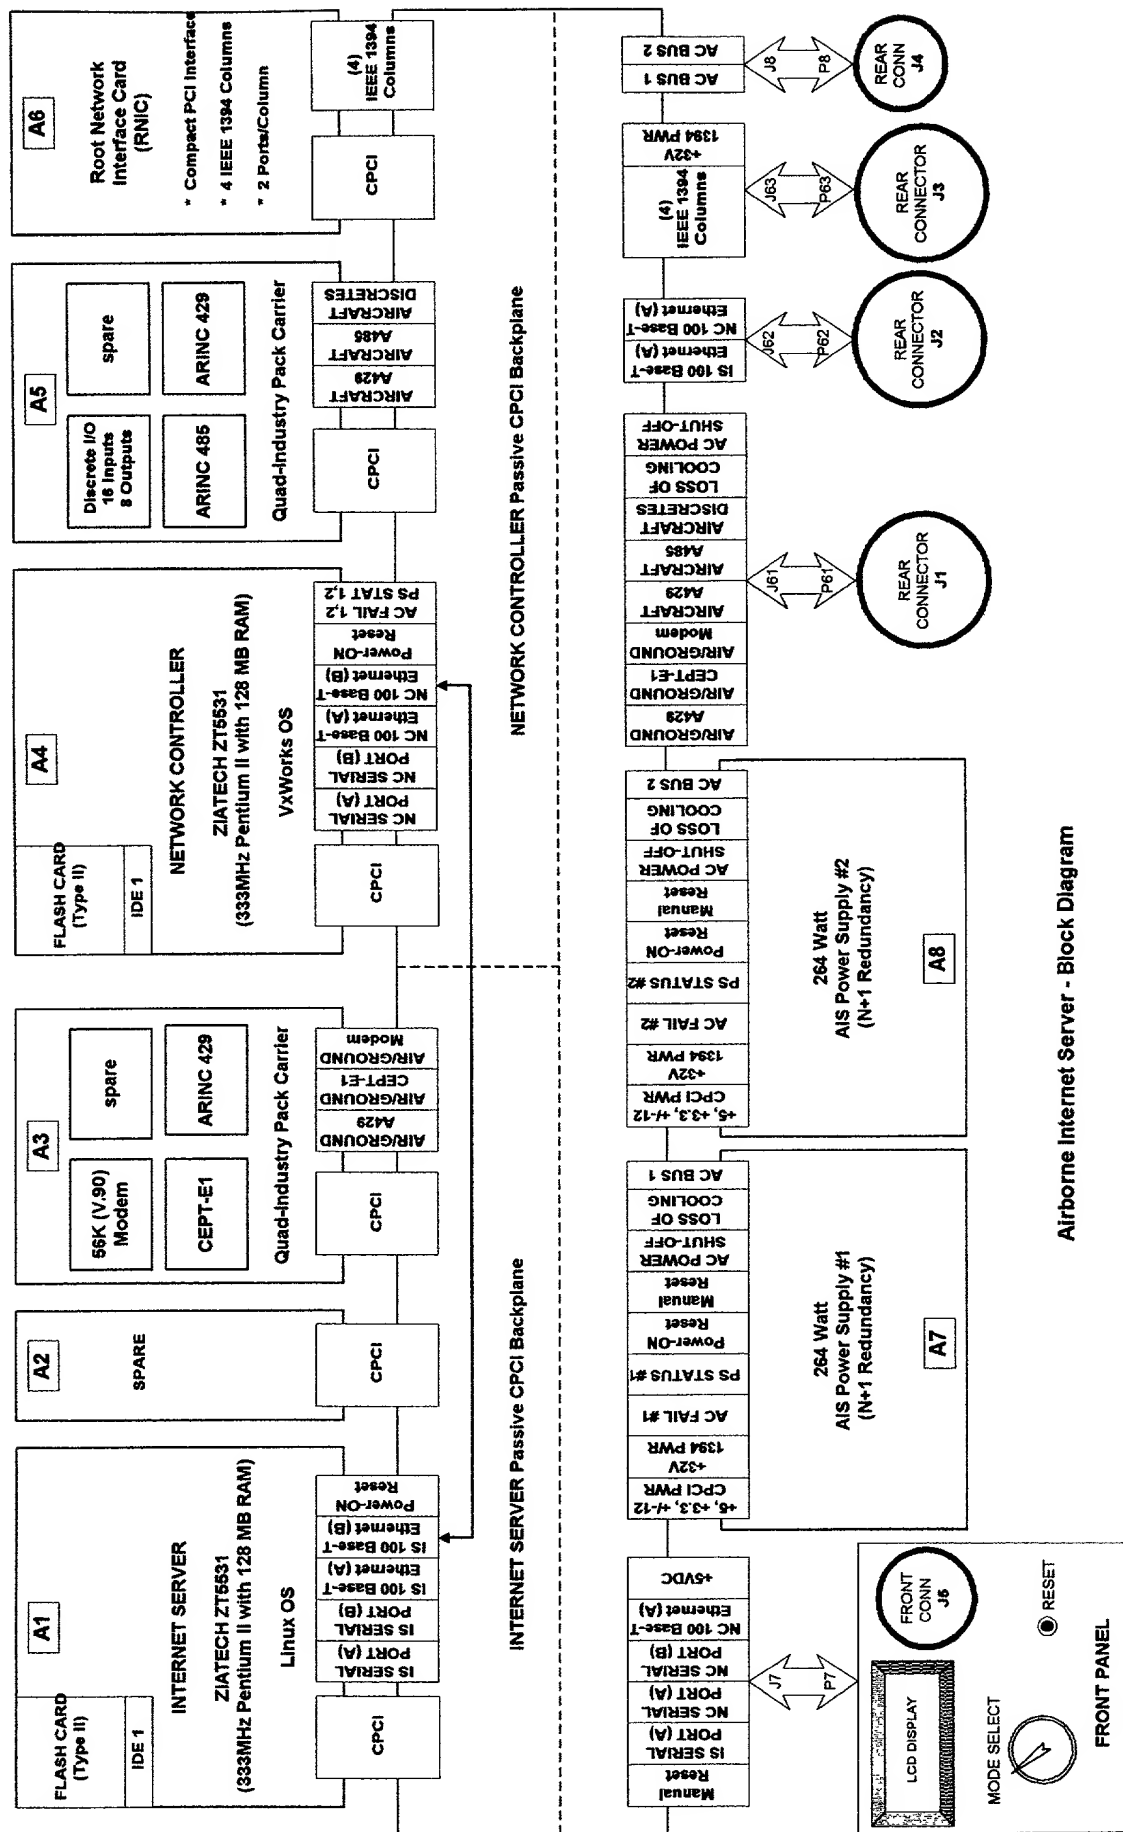 A1
FLASH CARD
(Type II)
IDE 1
INTERNET SERVER
ZIATECH ZT5531
(333MHz Pentium II with 128 MB RAM)
Linux OS
CPCI
IS SERIAL
PORT (A)
IS SERIAL
PORT (B)
IS 100 Base-T
Ethernet (A)
IS 100 Base-T
Ethernet (B)
Power-ON
Reset
A2
SPARE
CPCI
A3
56K (V.90)
Modem
spare
CEPT-E1
ARINC 429
Quad-Industry Pack Carrier
CPCI
AIR/GROUND
A429
AIR/GROUND
CEPT-E1
AIR/GROUND
Modem
INTERNET SERVER Passive CPCI Backplane
A4
FLASH CARD
(Type II)
IDE 1
NETWORK CONTROLLER
ZIATECH ZT5531
(333MHz Pentium II with 128 MB RAM)
VxWorks OS
CPCI
NC SERIAL
PORT (A)
NC SERIAL
PORT (B)
NC 100 Base-T
Ethernet (A)
NC 100 Base-T
Ethernet (B)
Power-ON
Reset
AC FAIL 1,2
PS STAT 1,2
A5
Discrete I/O
16 Inputs
8 Outputs
spare
ARINC 485
ARINC 429
Quad-Industry Pack Carrier
CPCI
AIRCRAFT
A429
AIRCRAFT
A485
AIRCRAFT
DISCRETES
A6
Root Network
Interface Card
(RNIC)
* Compact PCI Interface
* 4 IEEE 1394 Columns
* 2 Ports/Column
CPCI
(4)
IEEE 1394
Columns
NETWORK CONTROLLER Passive CPCI Backplane
Manual
Reset
IS SERIAL
PORT (A)
NC SERIAL
PORT (A)
NC SERIAL
PORT (B)
NC 100 Base-T
Ethernet (A)
+5VDC
J7
P7
LCD DISPLAY
FRONT
CONN
J5
MODE SELECT
RESET
FRONT PANEL
+5, +3.3, +/-12
CPCI PWR
+32V
1394 PWR
AC FAIL #1
PS STATUS #1
Power-ON
Reset
Manual
Reset
AC POWER
SHUT-OFF
LOSS OF
COOLING
AC BUS 1
264 Watt
AIS Power Supply #1
(N+1 Redundancy)
A7
+5, +3.3, +/-12
CPCI PWR
+32V
1394 PWR
AC FAIL #2
PS STATUS #2
Power-ON
Reset
Manual
Reset
AC POWER
SHUT-OFF
LOSS OF
COOLING
AC BUS 2
264 Watt
AIS Power Supply #2
(N+1 Redundancy)
A8
AIR/GROUND
A429
AIR/GROUND
CEPT-E1
AIR/GROUND
Modem
AIRCRAFT
A429
AIRCRAFT
A485
AIRCRAFT
DISCRETES
LOSS OF
COOLING
AC POWER
SHUT-OFF
J61
P61
REAR
CONNECTOR
J1
IS 100 Base-T
Ethernet (A)
NC 100 Base-T
Ethernet (A)
J62
P62
REAR
CONNECTOR
J2
(4)
IEEE 1394
Columns
+32V
1394 PWR
J63
P63
REAR
CONNECTOR
J3
AC BUS 1
AC BUS 2
J8
P8
REAR
CONN
J4
Airborne Internet Server - Block Diagram